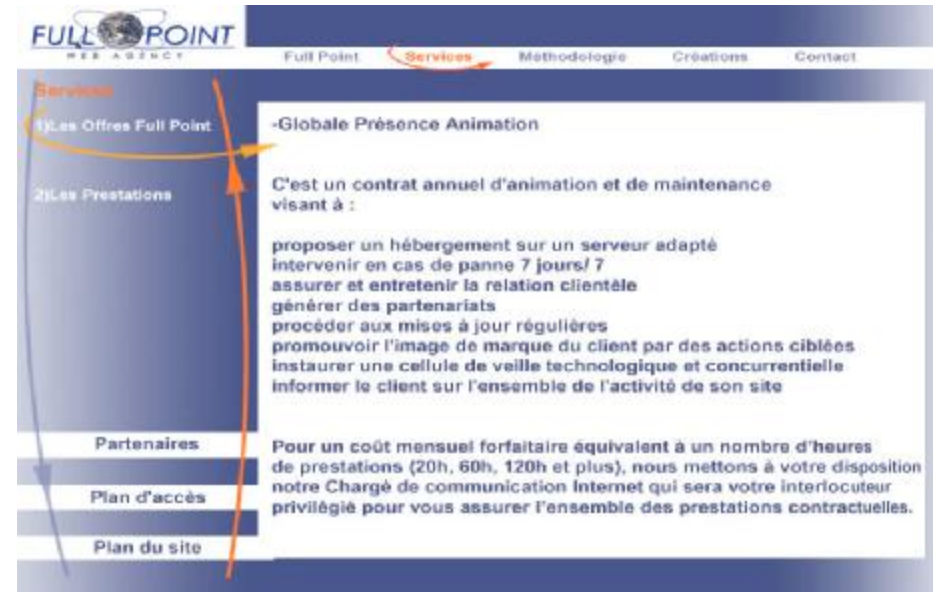 FULL POINT
WEB AGENCY
Full Point
Services
Méthodologie
Créations
Contact
Services
1)Les Offres Full Point
2)Les Prestations
-Globale Présence Animation
C'est un contrat annuel d'animation et de maintenance
visant à :
proposer un hébergement sur un serveur adapté
intervenir en cas de panne 7 jours/ 7
assurer et entretenir la relation clientèle
générer des partenariats
procéder aux mises à jour régulières
promouvoir l'image de marque du client par des actions ciblées
instaurer une cellule de veille technologique et concurrentielle
informer le client sur l'ensemble de l'activité de son site
Pour un coût mensuel forfaitaire équivalent à un nombre d'heures
de prestations (20h, 60h, 120h et plus), nous mettons à votre disposition
notre Chargé de communication Internet qui sera votre interlocuteur
privilégié pour vous assurer l'ensemble des prestations contractuelles.
Partenaires
Plan d'accès
Plan du site